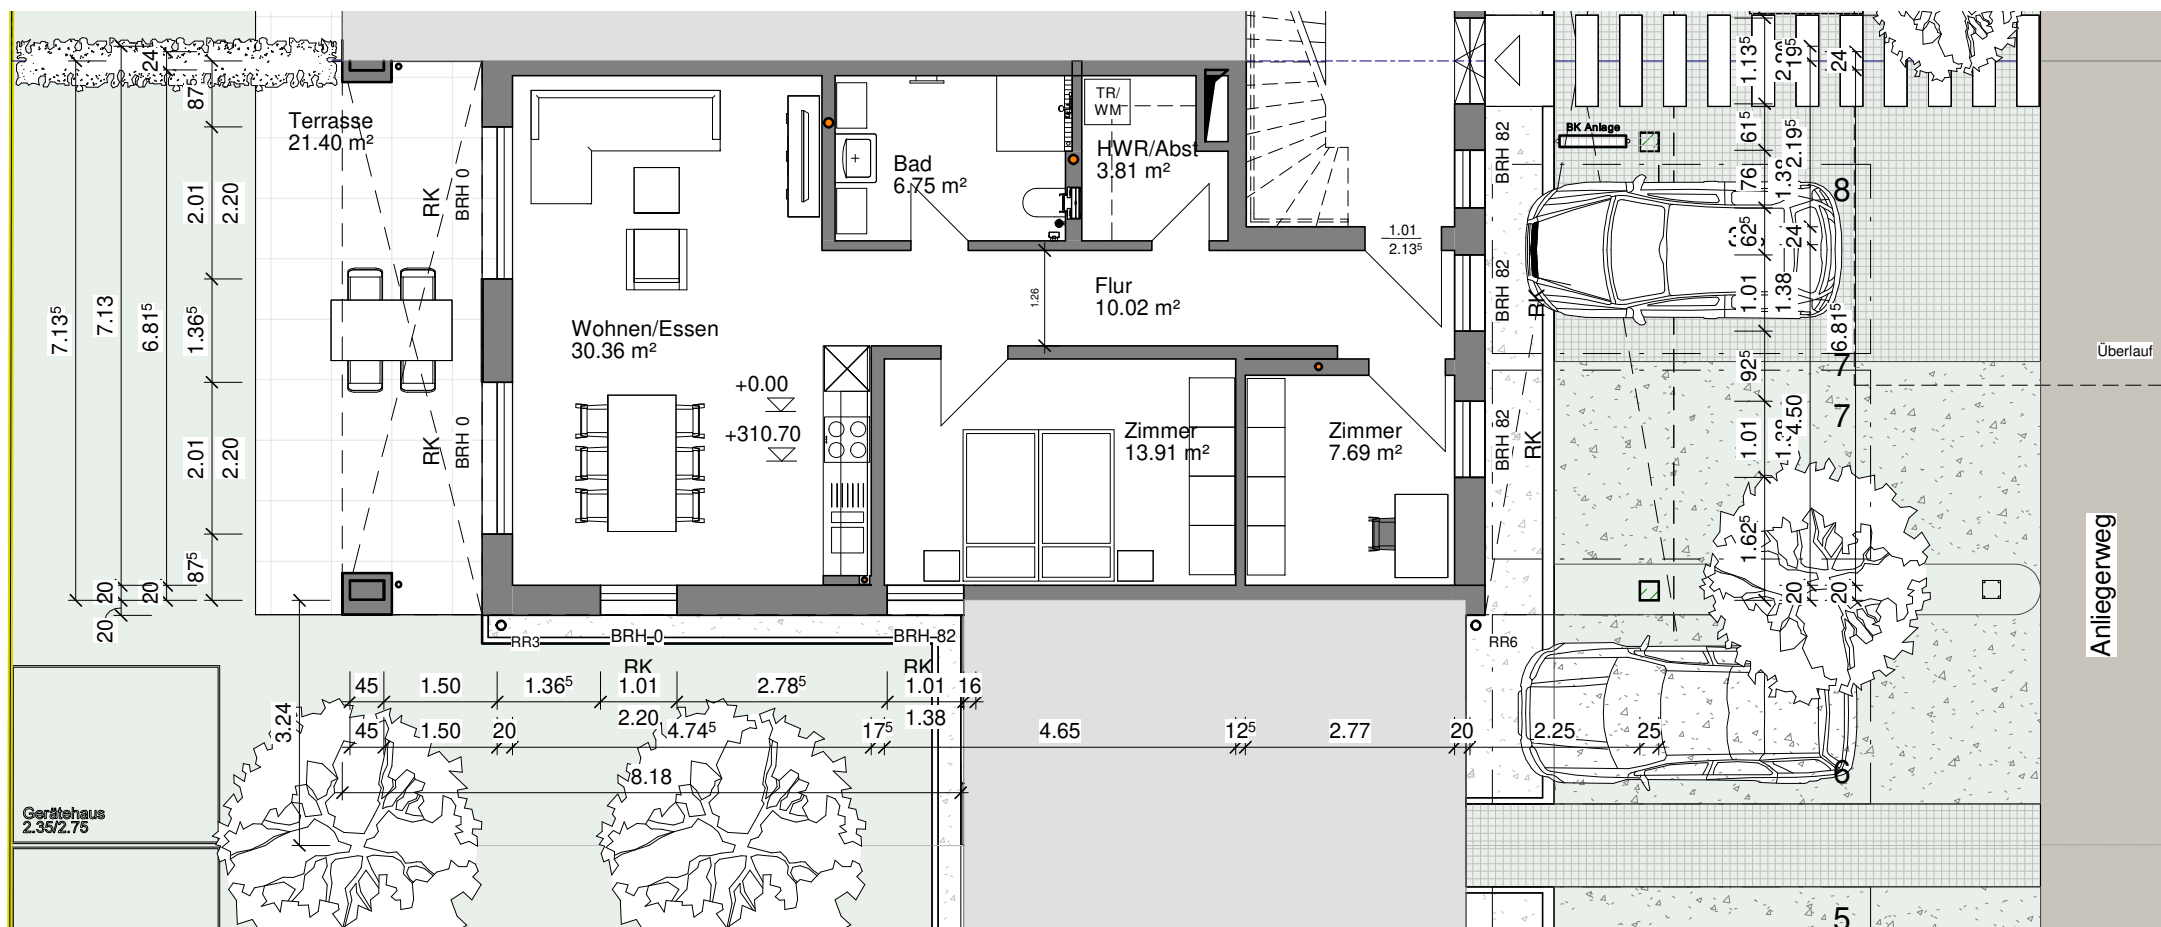 Terrasse
21.40 m²
TR/
WM
HWR/Abst
3.81 m²
Bad
6.75 m²
Flur
10.02 m²
1.26
1.01
2.13⁵
Wohnen/Essen
30.36 m²
+0.00
+310.70
Zimmer
13.91 m²
Zimmer
7.69 m²
7.13⁵
7.13
6.81⁵
24
87⁵
2.01
2.20
1.36⁵
2.01
2.20
87⁵
20
20
20
RK
BRH 0
RK
BRH 0
BRH 82
BRH 82
RK
BRH 82
RK
BK Anlage
1.13⁵
19⁵
24
61⁵
2.19⁵
76
62⁵
24
1.01
1.38
6.81⁵
92⁵
1.01
4.50
1.62⁵
20
20
8
7
7
6
5
Überlauf
Anliegerweg
RR3
BRH 0
BRH 82
RR6
RK
RK
45
1.50
1.36⁵
1.01
2.78⁵
1.01
16
2.20
1.38
45
1.50
20
4.74⁵
17⁵
4.65
12⁵
2.77
20
2.25
25
8.18
3.24
Gerätehaus
2.35/2.75